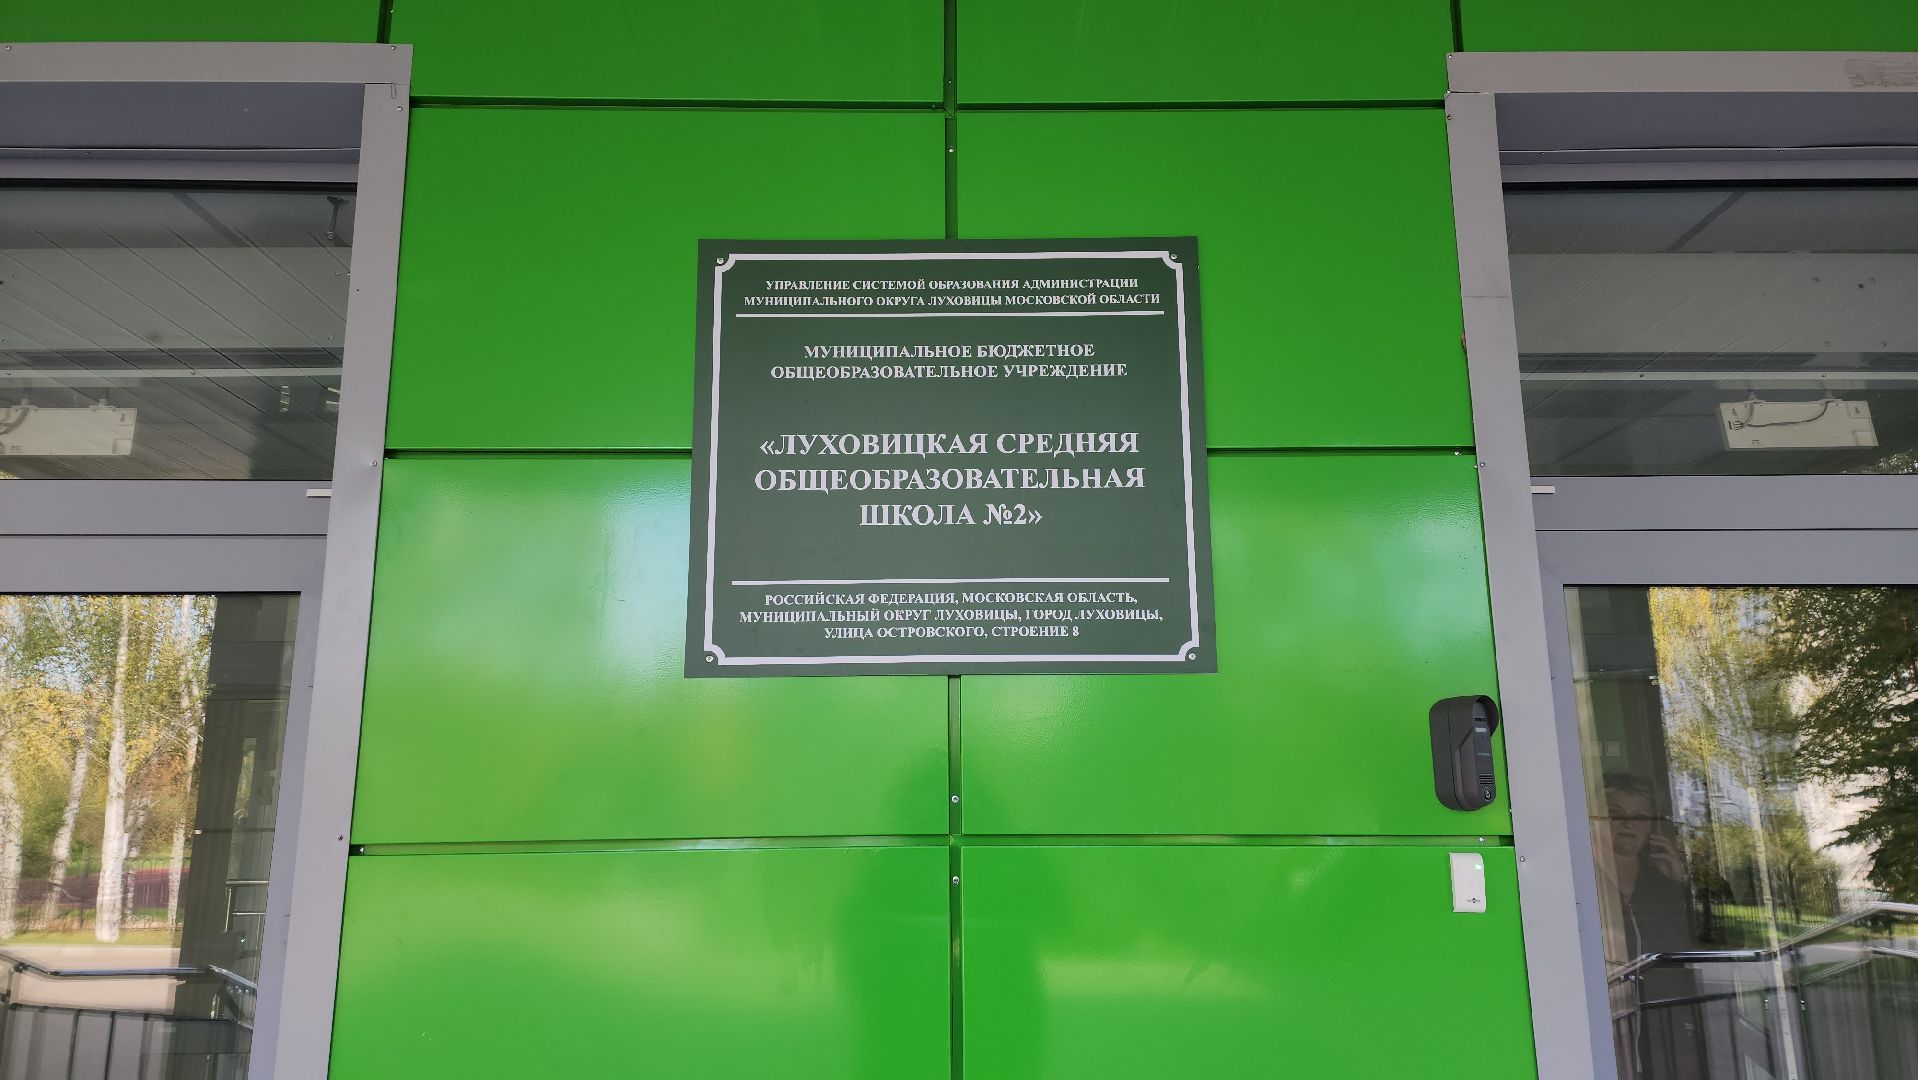 УПРАВЛЕНИЕ СИСТЕМОЙ ОБРАЗОВАНИЯ АДМИНИСТРАЦИИ
МУНИЦИПАЛЬНОГО ОКРУГА ЛУХОВИЦЫ МОСКОВСКОЙ ОБЛАСТИ
МУНИЦИПАЛЬНОЕ БЮДЖЕТНОЕ
ОБЩЕОБРАЗОВАТЕЛЬНОЕ УЧРЕЖДЕНИЕ
«ЛУХОВИЦКАЯ СРЕДНЯЯ
ОБЩЕОБРАЗОВАТЕЛЬНАЯ
ШКОЛА №2»
РОССИЙСКАЯ ФЕДЕРАЦИЯ, МОСКОВСКАЯ ОБЛАСТЬ,
МУНИЦИПАЛЬНЫЙ ОКРУГ ЛУХОВИЦЫ, ГОРОД ЛУХОВИЦЫ,
УЛИЦА ОСТРОВСКОГО, СТРОЕНИЕ 8